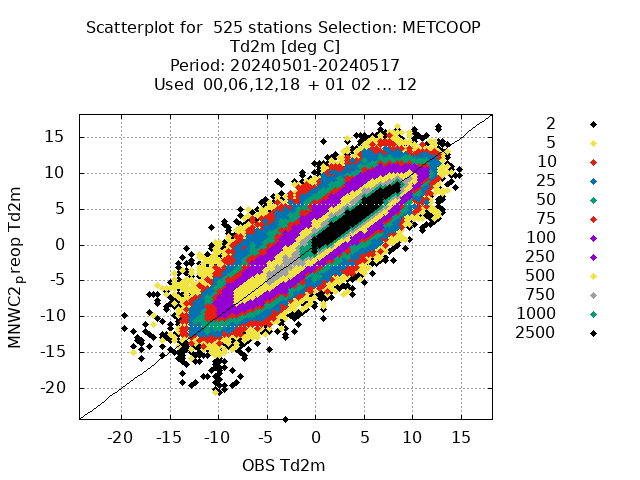 Scatterplot for  525 stations Selection: METCOOP
Td2m [deg C]
Period: 20240501-20240517
Used  00,06,12,18 + 01 02 ... 12
MNWC2_preop Td2m
15
10
5
0
-5
-10
-15
-20
-20 -15 -10 -5 0 5 10 15
OBS Td2m
2
5
10
25
50
75
100
250
500
750
1000
2500